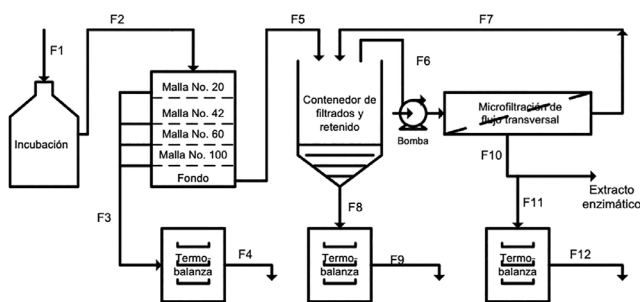 F1
F2
F5
F7
Malla No. 20
Malla No. 42
Malla No. 60
Malla No. 100
Fondo
Incubación
Contenedor de
filtrados y
retenido
F6
Bomba
Microfiltración de
flujo transversal
F10
Extracto
enzimático
F3
F8
F11
Termo-
balanza
F4
Termo-
balanza
F9
Termo-
balanza
F12